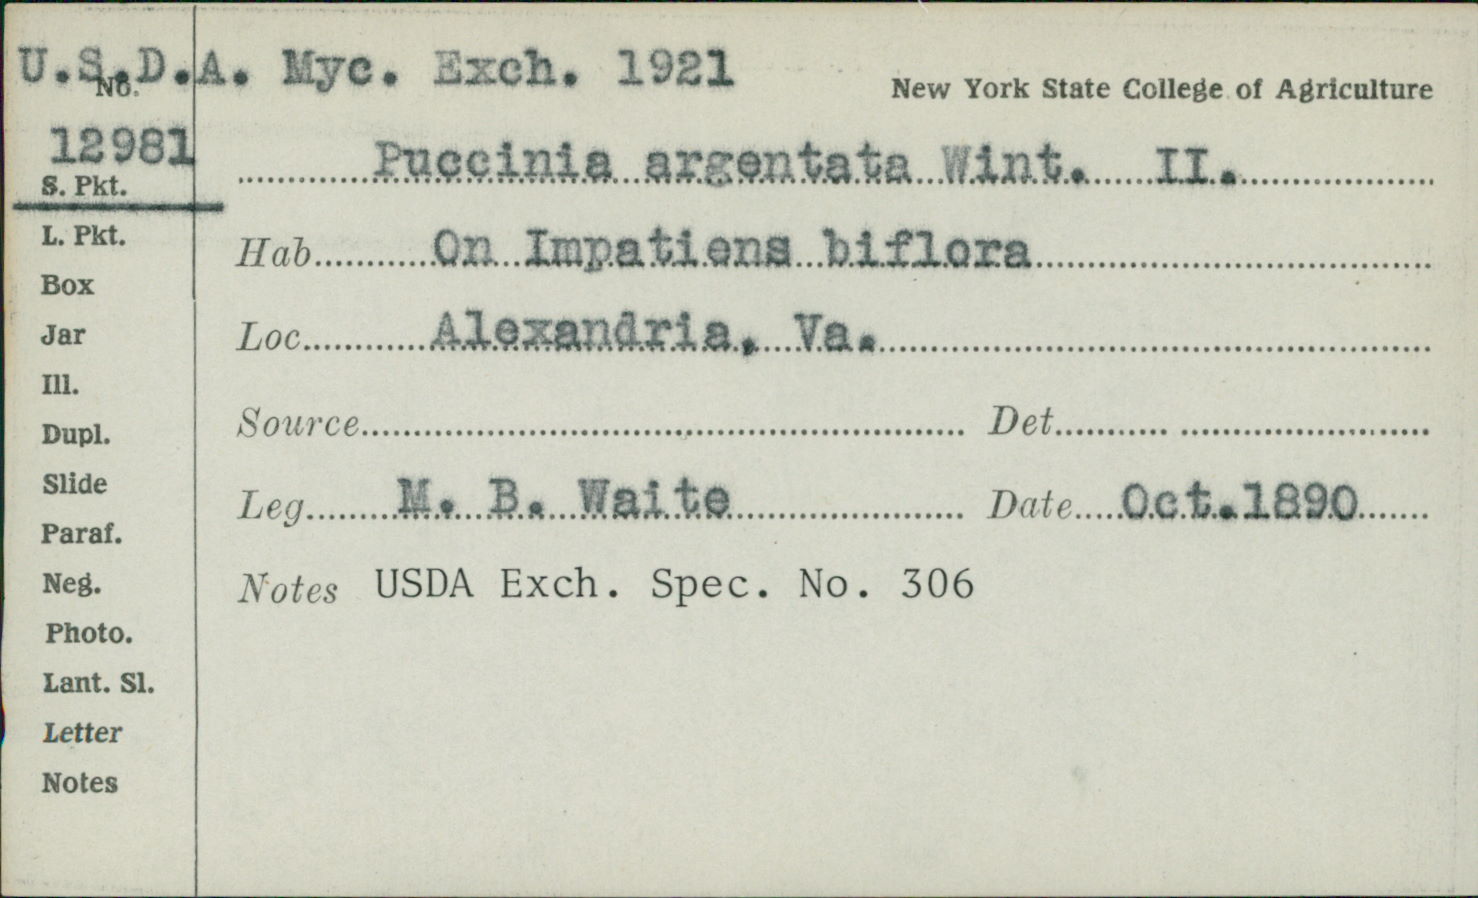 U.S.D.A. Myc. Exch. 1921
No.
New York State College of Agriculture
12981
Puccinia argentata Wint. II.
S. Pkt.
L. Pkt.
Hab. On Impatiens biflora
Box
Jar
Loc. Alexandria, Va.
Ill.
Dupl.
Source Det.
Slide
Leg. M. B. Waite Date Oct.1890
Paraf.
Neg.
Notes USDA Exch. Spec. No. 306
Photo.
Lant. Sl.
Letter
Notes